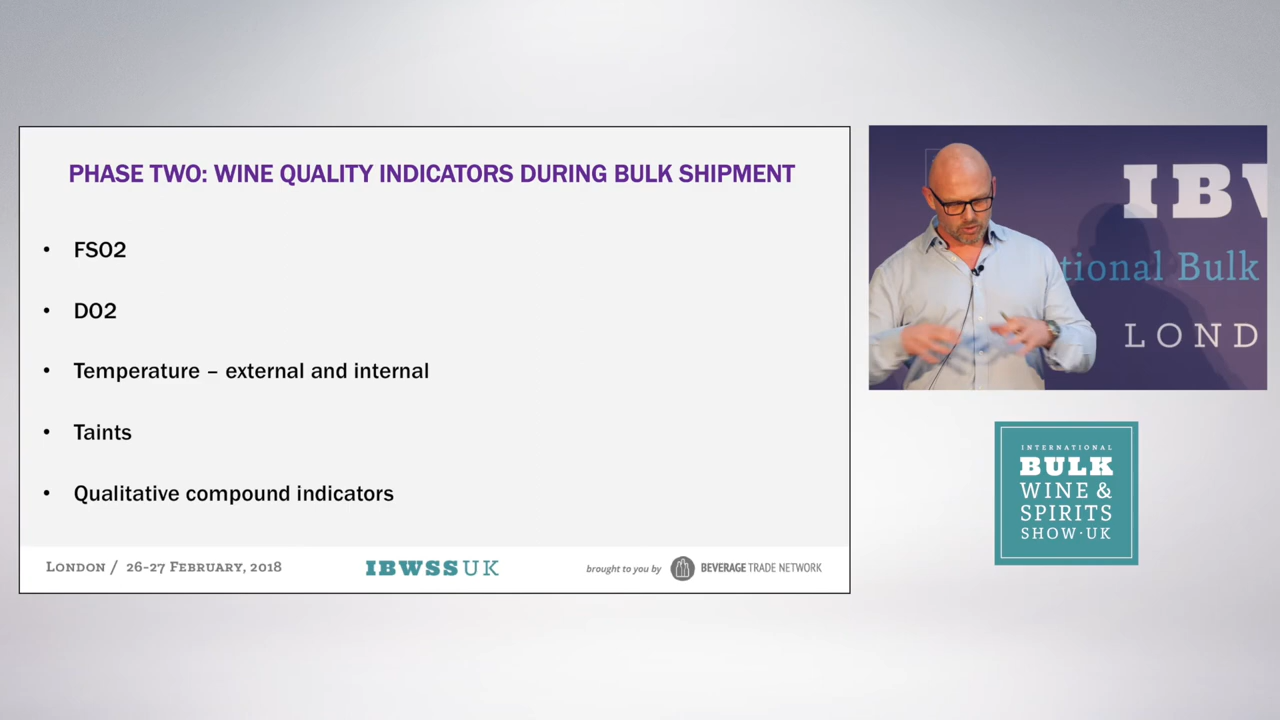 PHASE TWO: WINE QUALITY INDICATORS DURING BULK SHIPMENT
• FSO2
• DO2
• Temperature – external and internal
• Taints
• Qualitative compound indicators
LONDON / 26-27 FEBRUARY, 2018
IBWSS UK
brought to you by
BEVERAGE TRADE NETWORK
IBW
tional Bulk
LOND
INTERNATIONAL
BULK
WINE &
SPIRITS
SHOW·UK